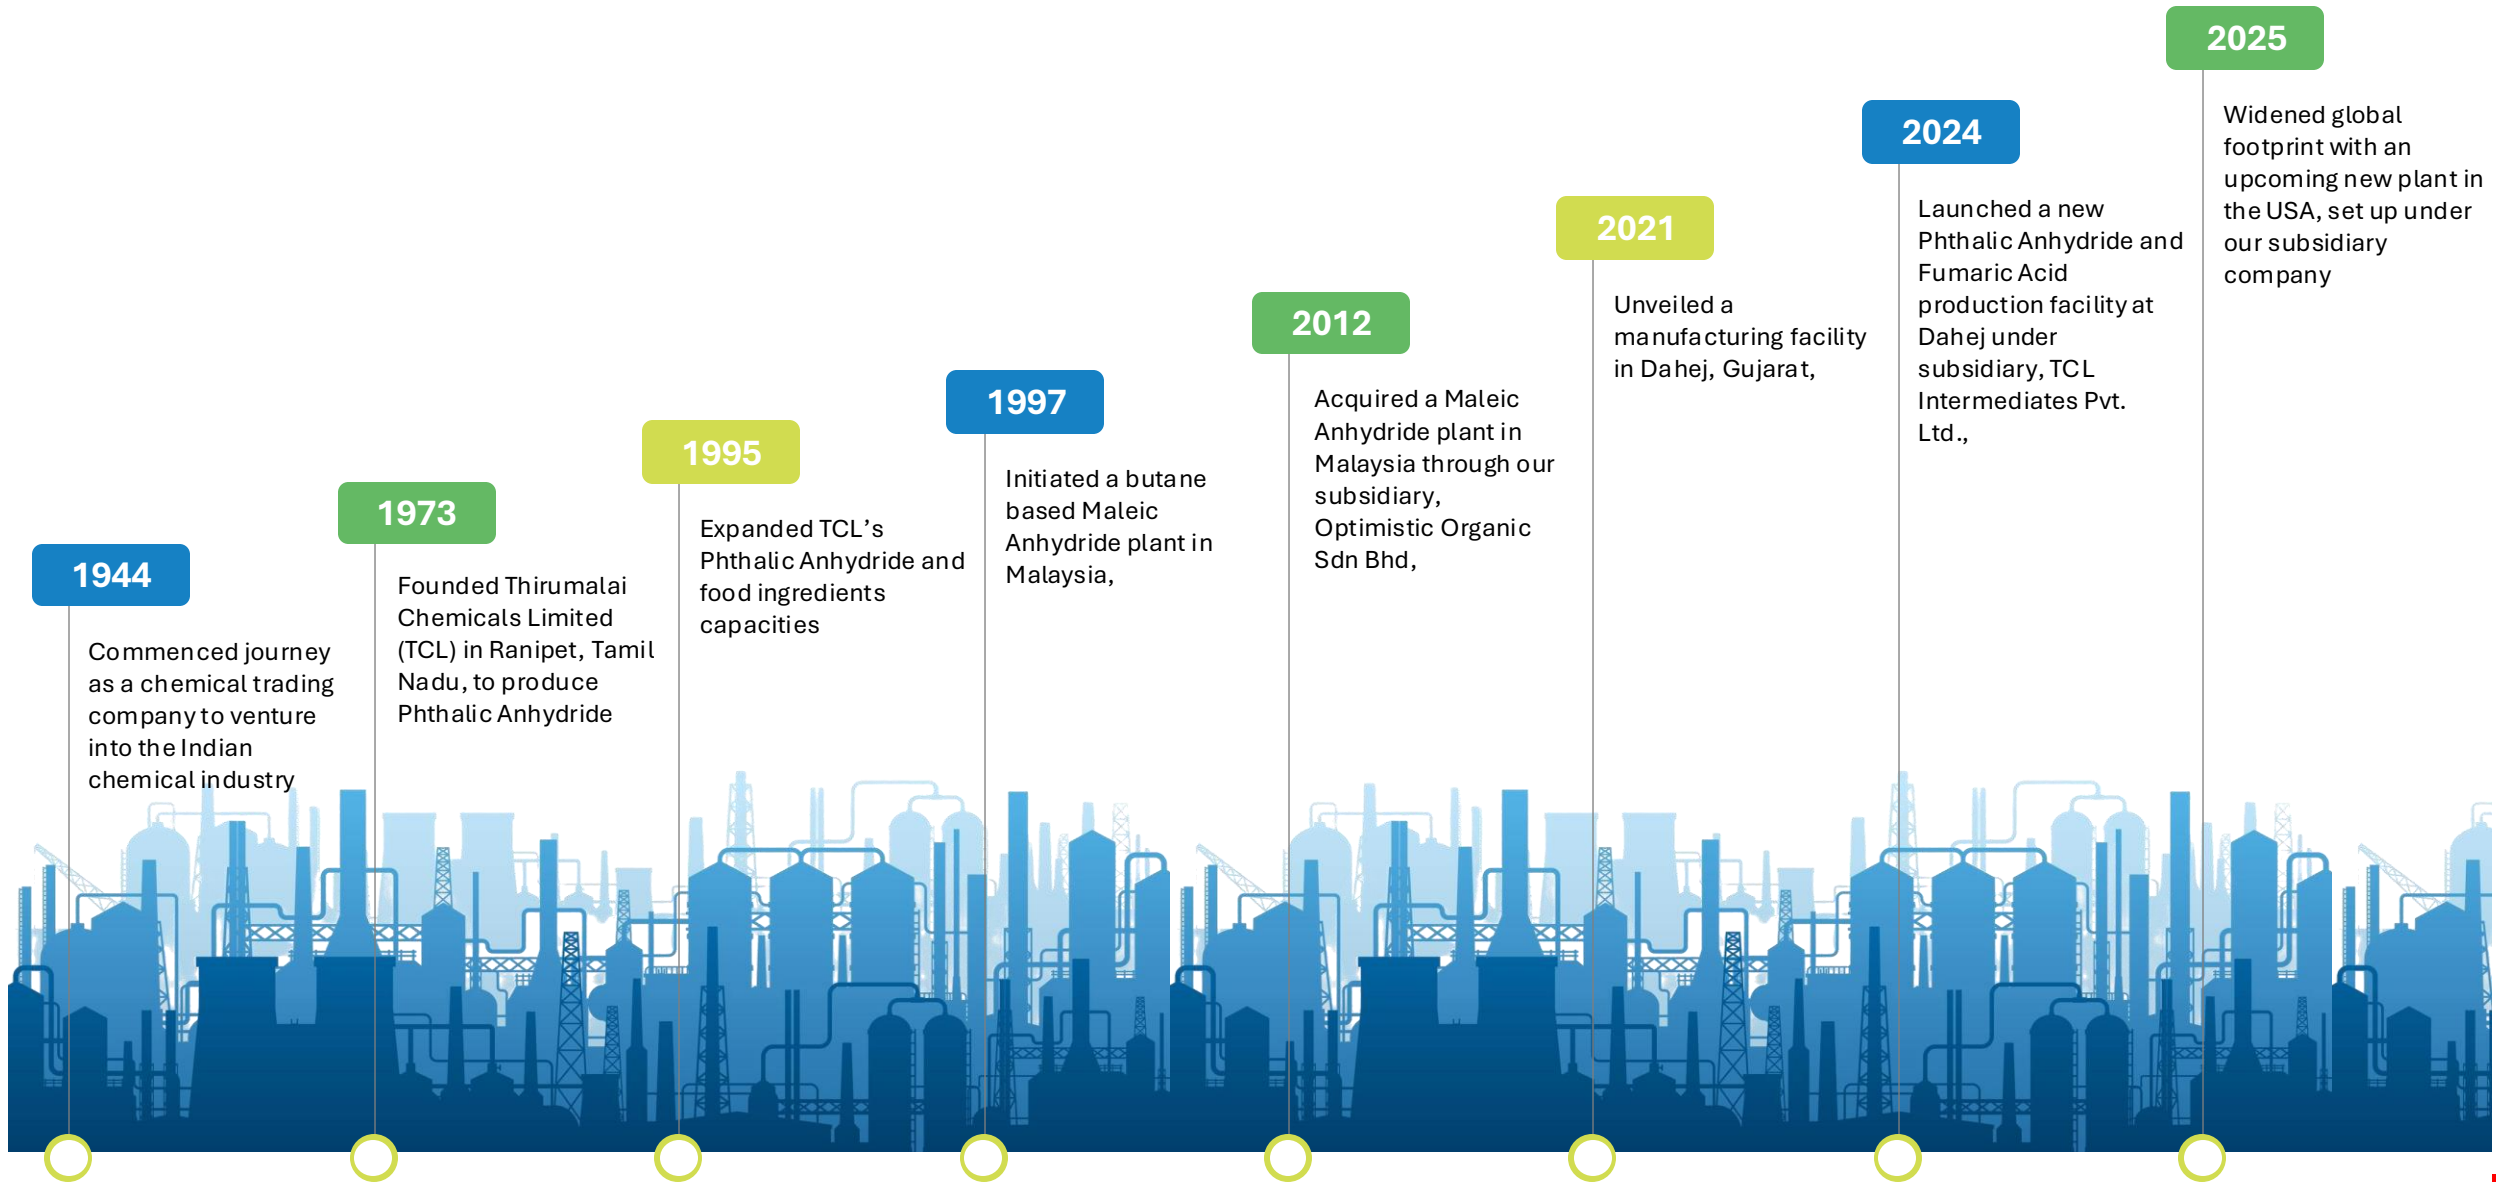 1944
Commenced journey
as a chemical trading
company to venture
into the Indian
chemical industry
1973
Founded Thirumalai
Chemicals Limited
(TCL) in Ranipet, Tamil
Nadu, to produce
Phthalic Anhydride
1995
Expanded TCL’s
Phthalic Anhydride and
food ingredients
capacities
1997
Initiated a butane
based Maleic
Anhydride plant in
Malaysia,
2012
Acquired a Maleic
Anhydride plant in
Malaysia through our
subsidiary,
Optimistic Organic
Sdn Bhd,
2021
Unveiled a
manufacturing facility
in Dahej, Gujarat,
2024
Launched a new
Phthalic Anhydride and
Fumaric Acid
production facility at
Dahej under
subsidiary, TCL
Intermediates Pvt.
Ltd.,
2025
Widened global
footprint with an
upcoming new plant in
the USA, set up under
our subsidiary
company